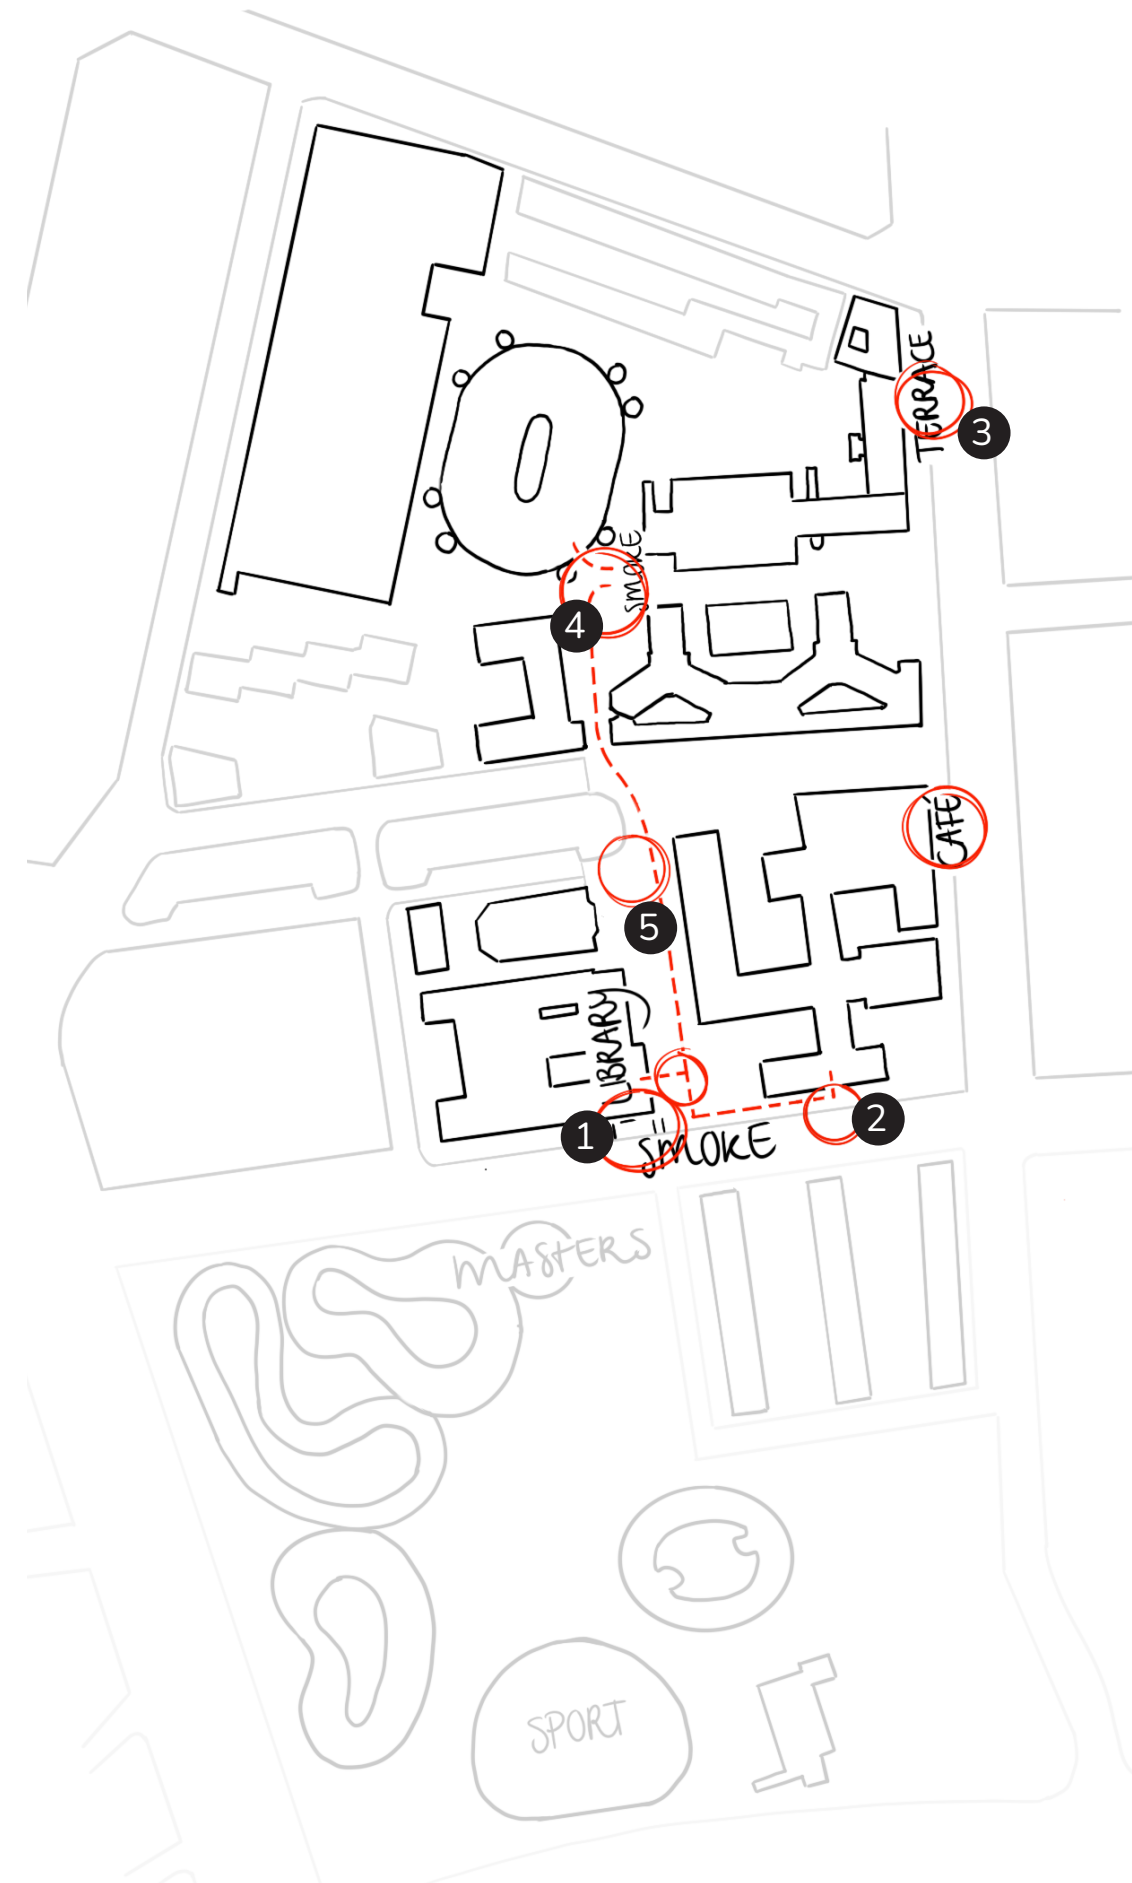 TERRACE
3
SMOKE
4
CAFÉ
5
LIBRARY
1
2
SMOKE
MASTERS
SPORT